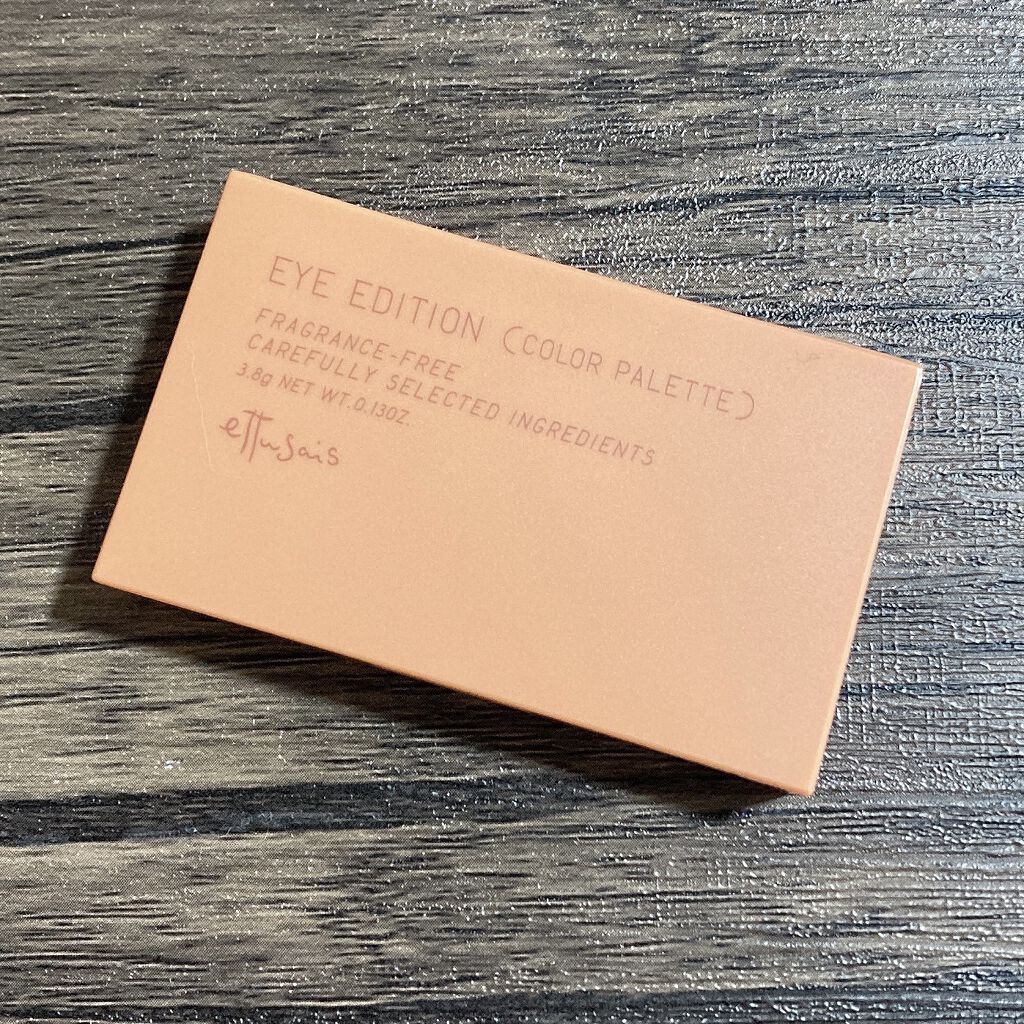 EYE EDITION (COLOR PALETTE)
FRAGRANCE-FREE
CAREFULLY SELECTED INGREDIENTS
3.8g NET WT.0.13OZ.
ettusais